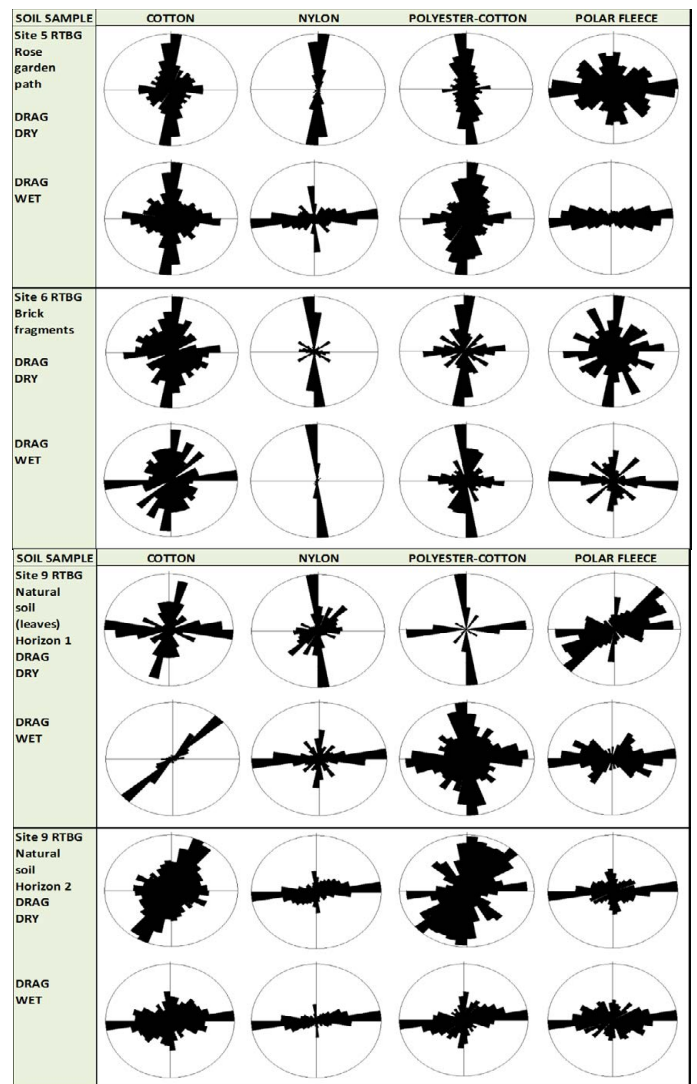 SOIL SAMPLE COTTON NYLON POLYESTER-COTTON POLAR FLEECE
Site 5 RTBG
Rose
garden
path
DRAG
DRY
DRAG
WET
Site 6 RTBG
Brick
fragments
DRAG
DRY
DRAG
WET
SOIL SAMPLE COTTON NYLON POLYESTER-COTTON POLAR FLEECE
Site 9 RTBG
Natural
soil
(leaves)
Horizon 1
DRAG
DRY
DRAG
WET
Site 9 RTBG
Natural
soil
Horizon 2
DRAG
DRY
DRAG
WET